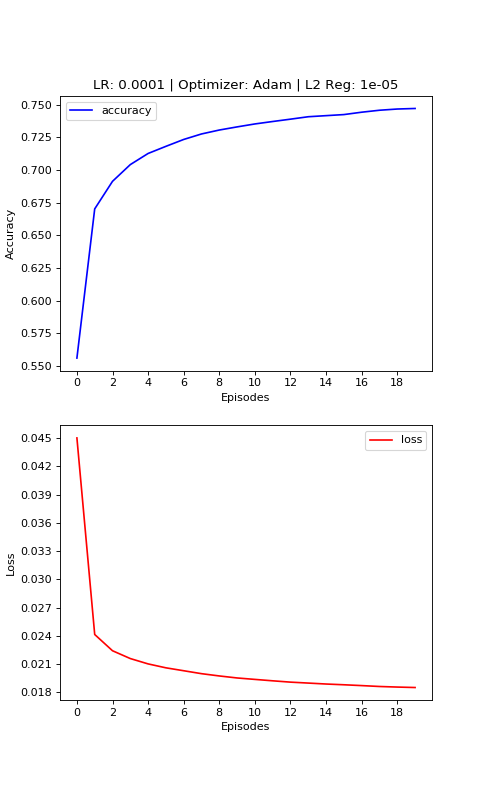 LR: 0.0001 | Optimizer: Adam | L2 Reg: 1e-05
accuracy
0.750
0.725
0.700
0.675
0.650
0.625
0.600
0.575
0.550
Accuracy
0 2 4 6 8 10 12 14 16 18
Episodes
loss
0.045
0.042
0.039
0.036
0.033
0.030
0.027
0.024
0.021
0.018
Loss
0 2 4 6 8 10 12 14 16 18
Episodes